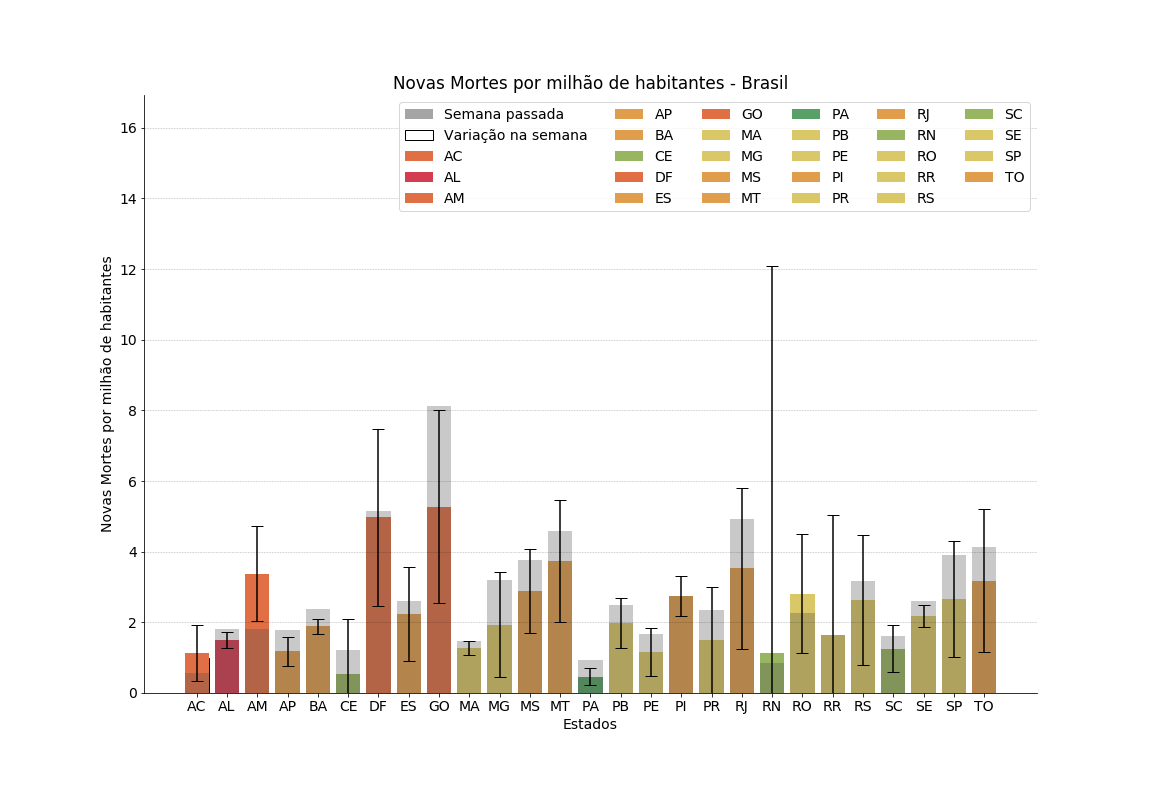 Novas Mortes por milhão de habitantes - Brasil
Semana passada
Variação na semana
AC
AL
AM
AP
BA
CE
DF
ES
GO
MA
MG
MS
MT
PA
PB
PE
PI
PR
RJ
RN
RO
RR
RS
SC
SE
SP
TO
Novas Mortes por milhão de habitantes
16
14
12
10
8
6
4
2
0
AC AL AM AP BA CE DF ES GO MA MG MS MT PA PB PE PI PR RJ RN RO RR RS SC SE SP TO
Estados